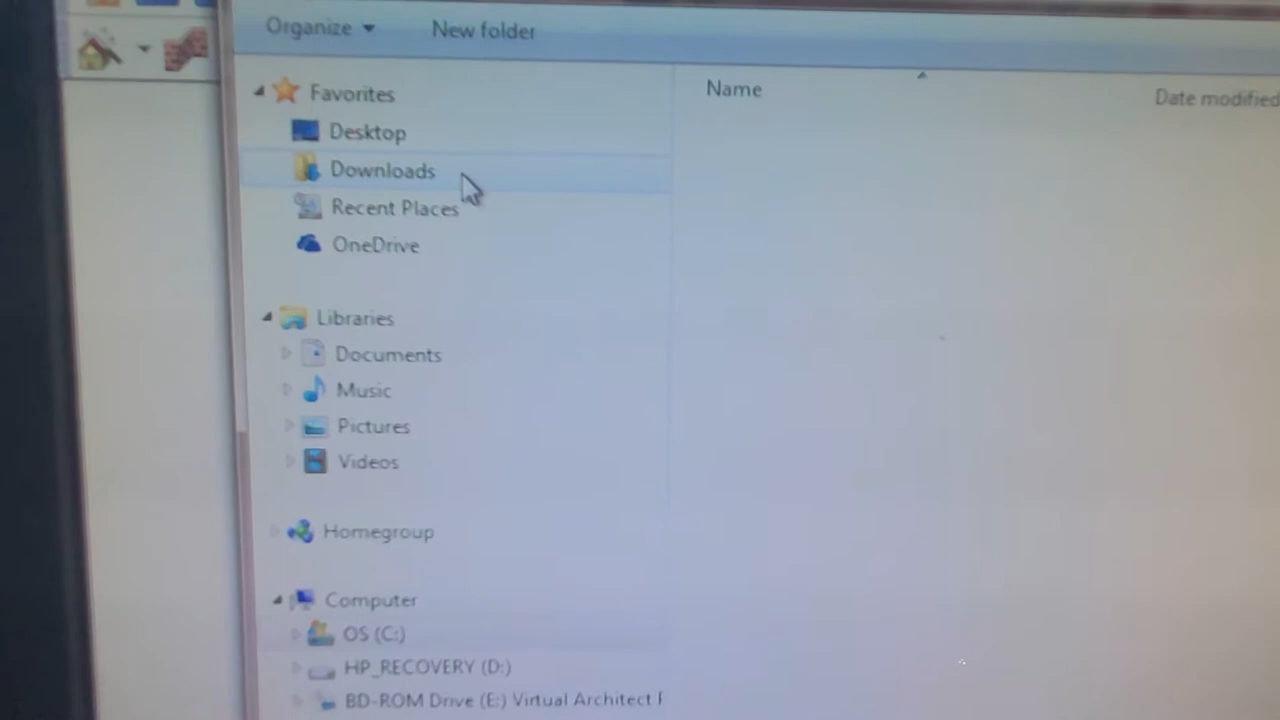 Organize
New folder
Name
Date modified
Favorites
Desktop
Downloads
Recent Places
OneDrive
Libraries
Documents
Music
Pictures
Videos
Homegroup
Computer
OS (C:)
HP_RECOVERY (D:)
BD-ROM Drive (E:) Virtual Architect